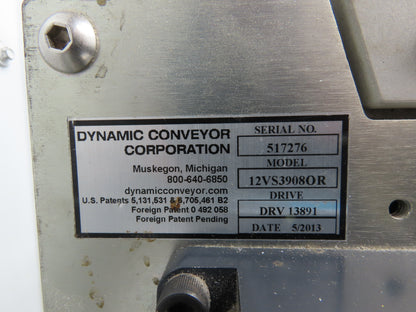 DYNAMIC CONVEYOR
CORPORATION
Muskegon, Michigan
800-640-6850
dynamicconveyor.com
U.S. Patents 5,131,531 & 6,705,461 B2
Foreign Patent 0 492 058
Foreign Patent Pending
SERIAL NO.
517276
MODEL
12VS3908OR
DRIVE
DRV 13891
DATE 5/2013